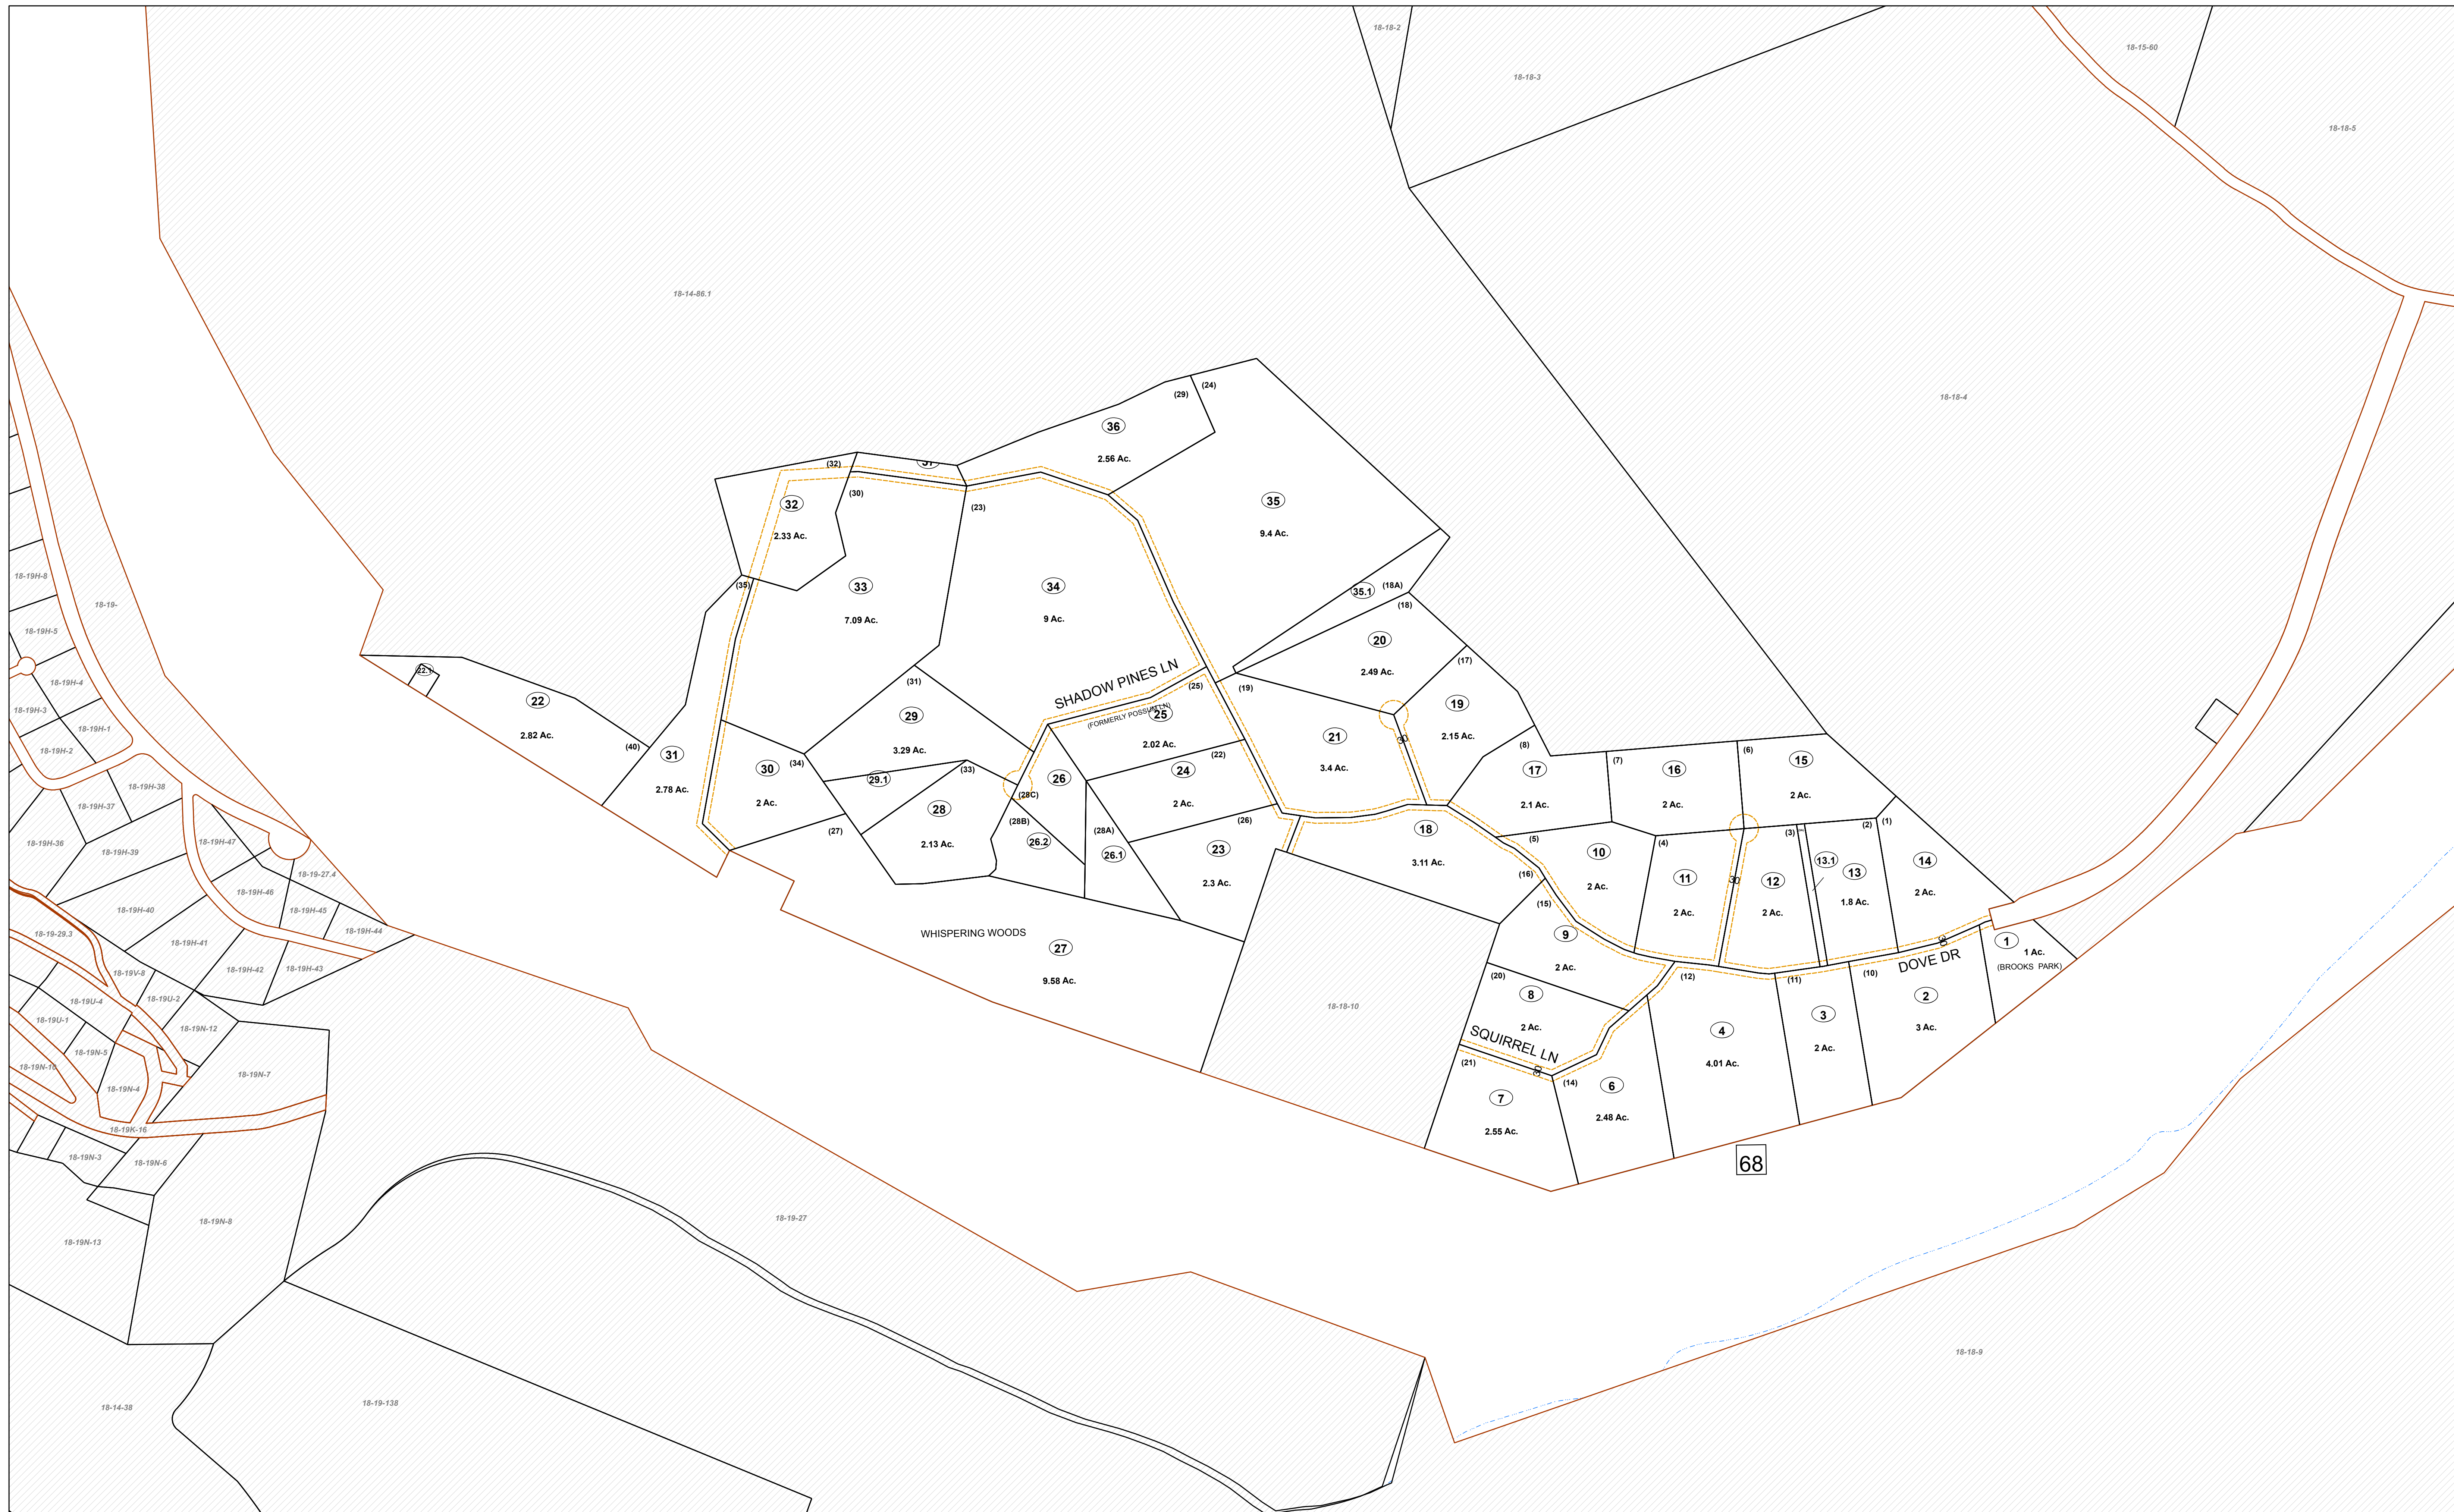 18-18-2
18-15-60
18-18-3
18-18-5
18-14-86.1
18-18-4
(24)
(29)
36
2.56 Ac.
(32)
37
(30)
32
2.33 Ac.
(23)
35
9.4 Ac.
(35)
33
7.09 Ac.
34
9 Ac.
35.1
(18A)
(18)
20
2.49 Ac.
(17)
(19)
19
2.15 Ac.
30
21
3.4 Ac.
22.1
22
2.82 Ac.
(40)
31
2.78 Ac.
30
2 Ac.
(34)
(31)
29
3.29 Ac.
29.1
(33)
28
2.13 Ac.
(27)
SHADOW PINES LN
(FORMERLY POSSUM LN)
(25)
25
2.02 Ac.
(22)
24
2 Ac.
26
(28C)
(28B)
26.2
(28A)
26.1
(26)
23
2.3 Ac.
WHISPERING WOODS
27
9.58 Ac.
18
3.11 Ac.
(8)
17
2.1 Ac.
(7)
16
2 Ac.
(6)
15
2 Ac.
(5)
10
2 Ac.
(4)
11
2 Ac.
30
12
2 Ac.
(3)
13.1
13
1.8 Ac.
(2)
(1)
14
2 Ac.
(16)
(15)
9
2 Ac.
(20)
8
2 Ac.
SQUIRREL LN
30
(21)
7
2.55 Ac.
(14)
6
2.48 Ac.
(12)
4
4.01 Ac.
(11)
3
2 Ac.
(10)
DOVE DR
30
2
3 Ac.
1
1 Ac.
(BROOKS PARK)
68
18-18-10
18-18-9
18-19-27
18-19-138
18-14-38
18-19-
18-19H-8
18-19H-5
18-19H-4
18-19H-3
18-19H-1
18-19H-2
18-19H-38
18-19H-37
18-19H-36
18-19H-39
18-19H-47
18-19-27.4
18-19H-46
18-19H-45
18-19H-44
18-19H-40
18-19H-41
18-19H-42
18-19H-43
18-19-29.3
18-19V-8
18-19U-4
18-19U-2
18-19U-1
18-19N-12
18-19N-5
18-19N-10
18-19N-4
18-19N-7
18-19K-16
18-19N-3
18-19N-6
18-19N-8
18-19N-13